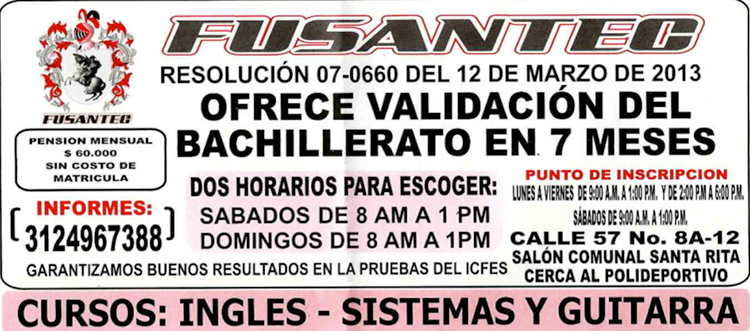 FUSANTEC
FUSANTEC
RESOLUCIÓN 07-0660 DEL 12 DE MARZO DE 2013
OFRECE VALIDACIÓN DEL
BACHILLERATO EN 7 MESES
PENSION MENSUAL
$ 60.000
SIN COSTO DE
MATRICULA
INFORMES:
3124967388
DOS HORARIOS PARA ESCOGER:
SABADOS DE 8 AM A 1 PM
DOMINGOS DE 8 AM A 1PM
PUNTO DE INSCRIPCION
LUNES A VIERNES DE 9:00 A.M. A 1:00 P.M. Y DE 2:00 P.M A 6:00 P.M.
SÁBADOS DE 9:00 A.M. A 1:00 P.M.
CALLE 57 No. 8A-12
SALÓN COMUNAL SANTA RITA
CERCA AL POLIDEPORTIVO
GARANTIZAMOS BUENOS RESULTADOS EN LA PRUEBAS DEL ICFES
CURSOS: INGLES - SISTEMAS Y GUITARRA